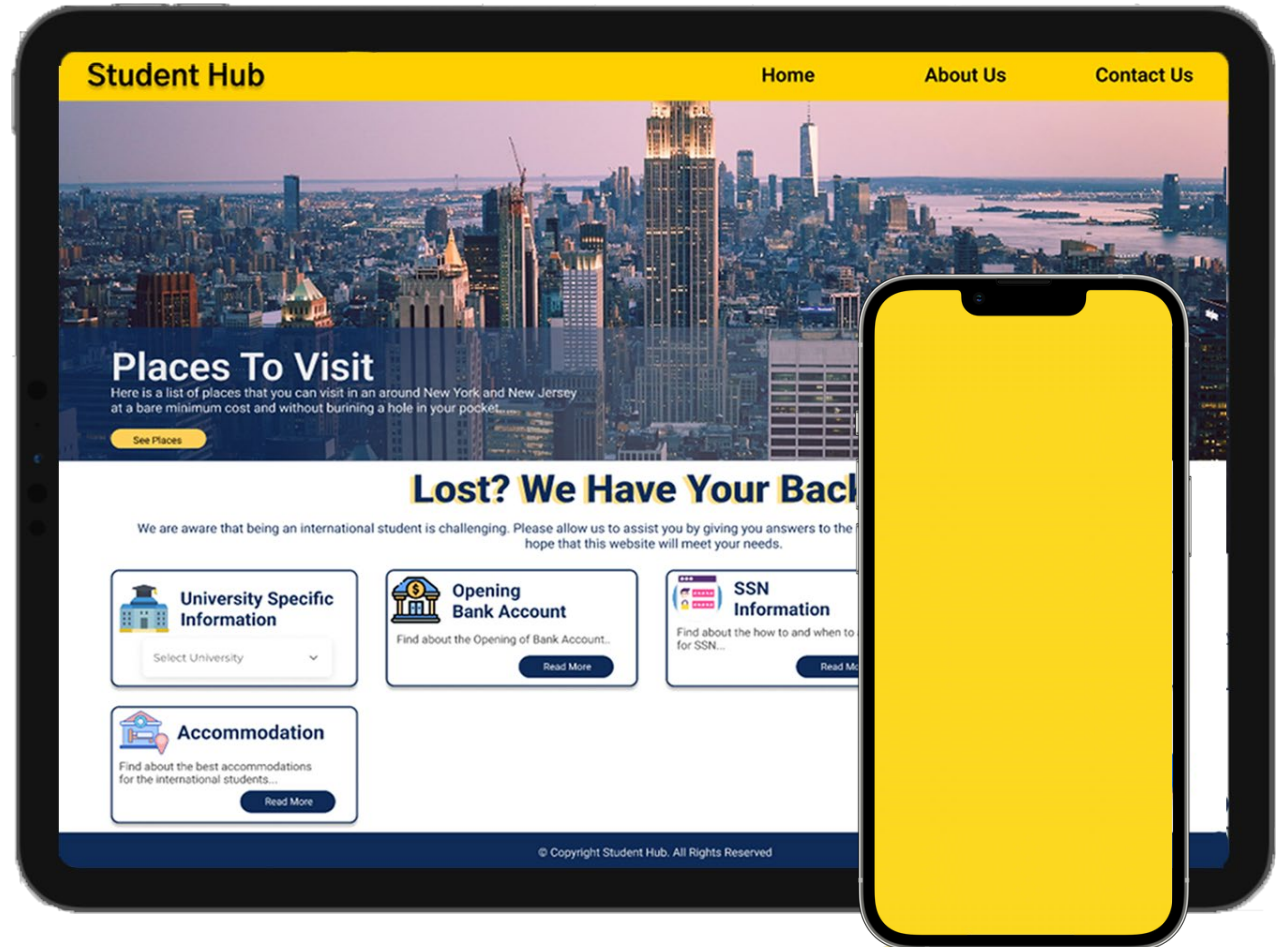 Student Hub
Home
About Us
Contact Us
Places To Visit
Here is a list of places that you can visit in an around New York and New Jersey
at a bare minimum cost and without burining a hole in your pocket...
See Places
Lost? We Have Your
We are aware that being an international student is challenging. Please allow us to assist you by giving you answers to the
hope that this website will meet your needs.
University Specific
Information
Select University
Opening
Bank Account
Find about the Opening of Bank Account..
Read More
SSN
Information
Find about the how to and when to
for SSN...
Read
Accommodation
Find about the best accommodations
for the international students...
Read More
© Copyright Student Hub. All Rights Reserved